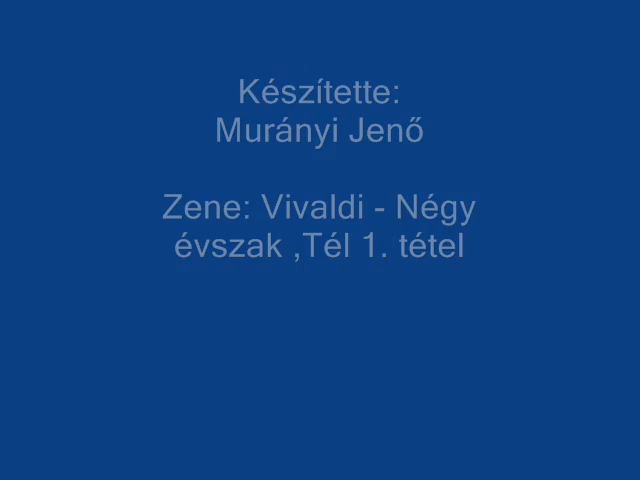 Készítette:
Murányi Jenő
Zene: Vivaldi - Négy
évszak ,Tél 1. tétel